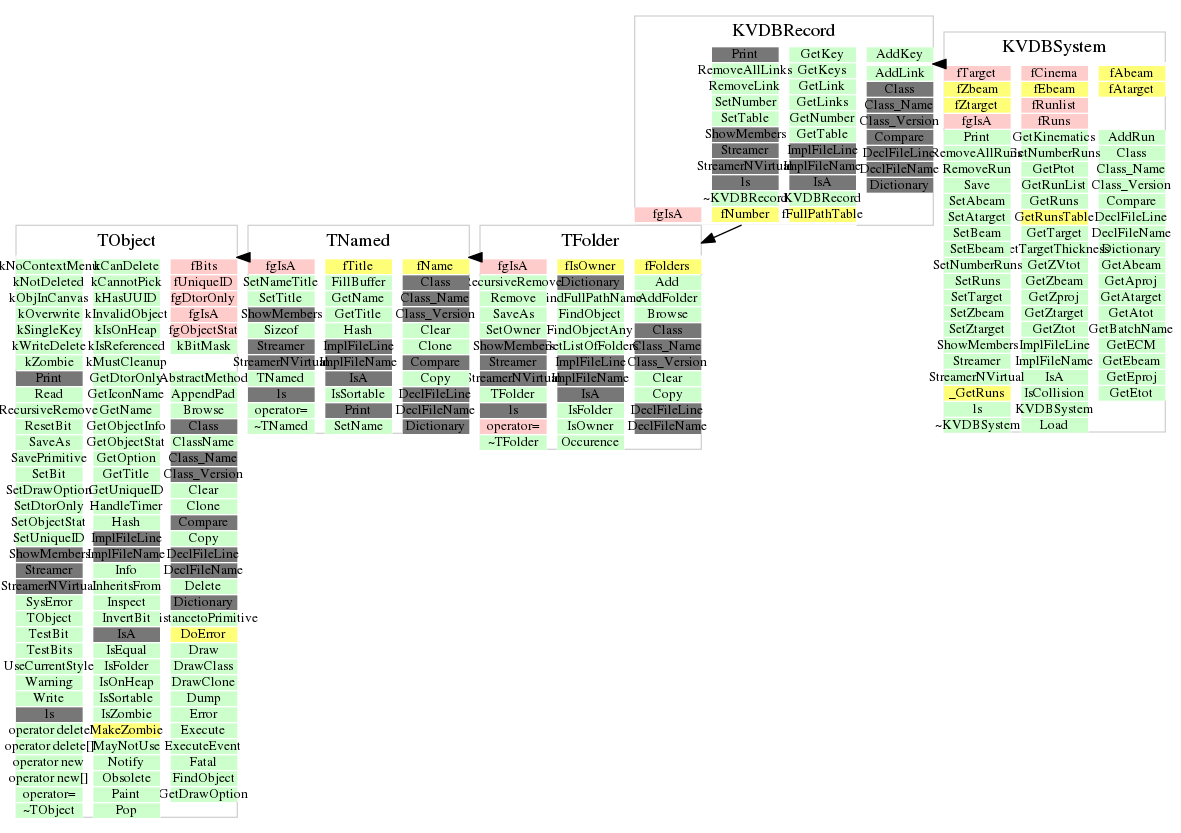 KVDBRecord
Print GetKey AddKey
RemoveAllLinks GetKeys AddLink
RemoveLink GetLink Class
SetNumber GetLinks Class_Name
SetTable GetNumber Class_Version
ShowMembers GetTable Compare
Streamer ImplFileLine DeclFileLine
StreamerNVirtual ImplFileName DeclFileName
ls IsA Dictionary
~KVDBRecord KVDBRecord
fgIsA fNumber fFullPathTable
KVDBSystem
fTarget fCinema fAbeam
fZbeam fEbeam fAtarget
fZtarget fRunlist
fgIsA fRuns
Print GetKinematics AddRun
RemoveAllRuns GetNumberRuns Class
RemoveRun GetPtot Class_Name
Save GetRunList Class_Version
SetAbeam GetRuns Compare
SetAtarget GetRunsTable DeclFileLine
SetBeam GetTarget DeclFileName
SetEbeam etTargetThickness Dictionary
SetNumberRuns GetZVtot GetAbeam
SetRuns GetZbeam GetAproj
SetTarget GetZproj GetAtarget
SetZbeam GetZtarget GetAtot
SetZtarget GetZtot GetBatchName
ShowMembers ImplFileLine GetECM
Streamer ImplFileName GetEbeam
StreamerNVirtual IsA GetEproj
_GetRuns IsCollision GetEtot
ls KVDBSystem
~KVDBSystem Load
TObject
kNoContextMenu kCanDelete fBits
kNotDeleted kCannotPick fUniqueID
kObjInCanvas kHasUUID fgDtorOnly
kOverwrite kInvalidObject fgIsA
kSingleKey kIsOnHeap fgObjectStat
kWriteDelete kIsReferenced kBitMask
kZombie kMustCleanup
Print GetDtorOnly AbstractMethod
Read GetIconName AppendPad
RecursiveRemove GetName Browse
ResetBit GetObjectInfo Class
SaveAs GetObjectStat ClassName
SavePrimitive GetOption Class_Name
SetBit GetTitle Class_Version
SetDrawOption GetUniqueID Clear
SetDtorOnly HandleTimer Clone
SetObjectStat Hash Compare
SetUniqueID ImplFileLine Copy
ShowMembers ImplFileName DeclFileLine
Streamer Info DeclFileName
StreamerNVirtual InheritsFrom Delete
SysError Inspect Dictionary
TObject InvertBit istancetoPrimitive
TestBit IsA DoError
TestBits IsEqual Draw
UseCurrentStyle IsFolder DrawClass
Warning IsOnHeap DrawClone
Write IsSortable Dump
ls IsZombie Error
operator delete MakeZombie Execute
operator delete[] MayNotUse ExecuteEvent
operator new Notify Fatal
operator new[] Obsolete FindObject
operator= Paint GetDrawOption
~TObject Pop
TNamed
fgIsA fTitle fName
SetNameTitle FillBuffer Class
SetTitle GetName Class_Name
ShowMembers GetTitle Class_Version
Sizeof Hash Clear
Streamer ImplFileLine Clone
StreamerNVirtual ImplFileName Compare
TNamed IsA Copy
ls IsSortable DeclFileLine
operator= Print DeclFileName
~TNamed SetName Dictionary
TFolder
fgIsA fIsOwner fFolders
RecursiveRemove Dictionary Add
Remove indFullPathName AddFolder
SaveAs FindObject Browse
SetOwner FindObjectAny Class
ShowMembers GetListOfFolders Class_Name
Streamer ImplFileLine Class_Version
StreamerNVirtual ImplFileName Clear
TFolder IsA Copy
ls IsFolder DeclFileLine
operator= IsOwner DeclFileName
~TFolder Occurence